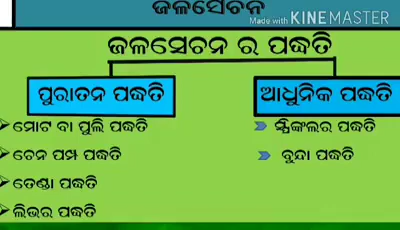 ଜଳସେଚନ
Made with KINEMASTER
ଜଳସେଚନ ର ପଦ୍ଧତି
ପୁରାତନ ପଦ୍ଧତି
ଆଧୁନିକ ପଦ୍ଧତି
ମୋଟ ବା ପୁଲି ପଦ୍ଧତି
ଚେନ ପମ୍ପ ପଦ୍ଧତି
ତେଣ୍ଡା ପଦ୍ଧତି
ଲିଭର ପଦ୍ଧତି
ସ୍ପ୍ରିଙ୍କଲର ପଦ୍ଧତି
ବୁନ୍ଦା ପଦ୍ଧତି